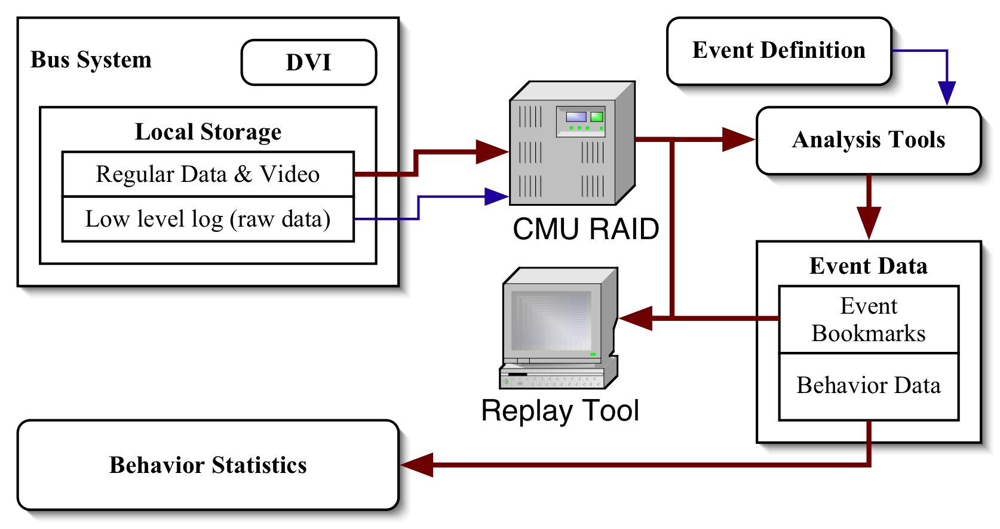 Bus System
DVI
Local Storage
Regular Data & Video
Low level log (raw data)
CMU RAID
Event Definition
Analysis Tools
Event Data
Event
Bookmarks
Behavior Data
Replay Tool
Behavior Statistics